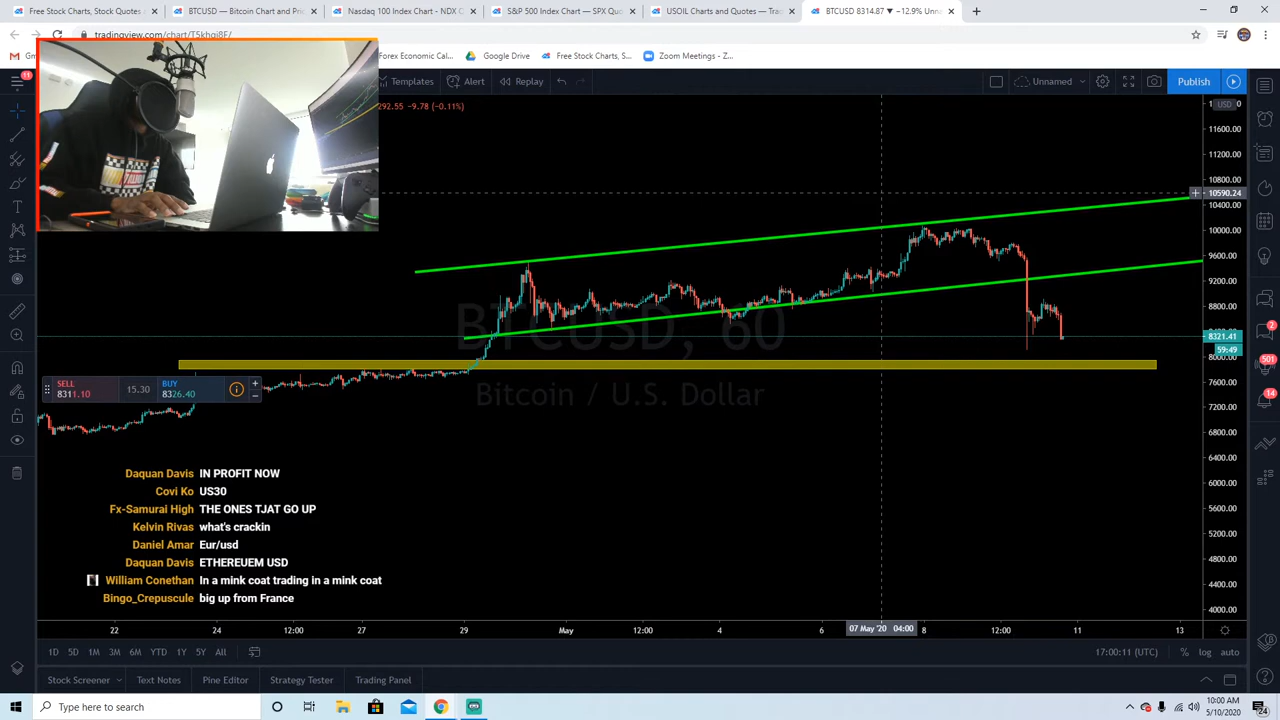 Free Stock Charts, Stock Quotes
BTCUSD — Bitcoin Chart and Pri
Nasdaq 100 Index Chart - NDX Q
S&P 500 Index Chart — SPX Quo
USOIL Charts and Quotes — Tra
BTCUSD 8314.87 ▼ −12.9% Unn
tradingview.com/chart/T5khqi8F/
Forex Economic Cal...
Google Drive
Free Stock Charts, S...
Zoom Meetings - Z...
11
Templates
Alert
Replay
Unnamed
Publish
292.55 −9.78 (−0.11%)
USD
11600.00
11200.00
10800.00
10590.24
10400.00
10000.00
9600.00
9200.00
8800.00
8321.41
59:49
8000.00
7600.00
7200.00
6800.00
6400.00
6000.00
5600.00
5200.00
4800.00
4400.00
4000.00
BTCUSD, 60
Bitcoin / U.S. Dollar
SELL
8311.10
15.30
BUY
8326.40
2
501
14
Daquan Davis IN PROFIT NOW
Covi Ko US30
Fx-Samurai High THE ONES TJAT GO UP
Kelvin Rivas what's crackin
Daniel Amar Eur/usd
Daquan Davis ETHEREUEM USD
William Conethan In a mink coat trading in a mink coat
Bingo_Crepuscule big up from France
22 24 12:00 27 29 May 12:00 4 6 07 May '20 04:00 8 12:00 11 13
1D 5D 1M 3M 6M YTD 1Y 5Y All
17:00:11 (UTC) % log auto
Stock Screener Text Notes Pine Editor Strategy Tester Trading Panel
Type here to search
10:00 AM
5/10/2020
24